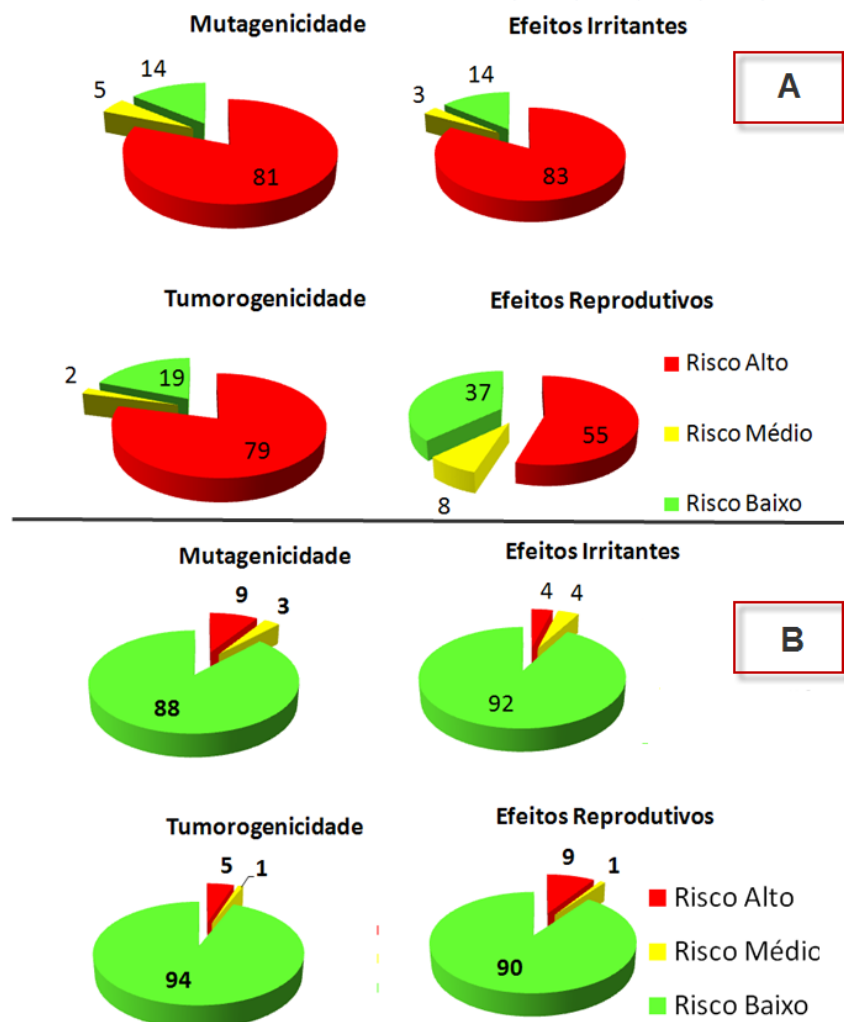 Mutagenicidade
5
14
81
Efeitos Irritantes
3
14
83
A
Tumorogenicidade
2
19
79
Efeitos Reprodutivos
37
55
8
Risco Alto
Risco Médio
Risco Baixo
Mutagenicidade
9
3
88
Efeitos Irritantes
4
4
92
B
Tumorogenicidade
5
1
94
Efeitos Reprodutivos
9
1
90
Risco Alto
Risco Médio
Risco Baixo